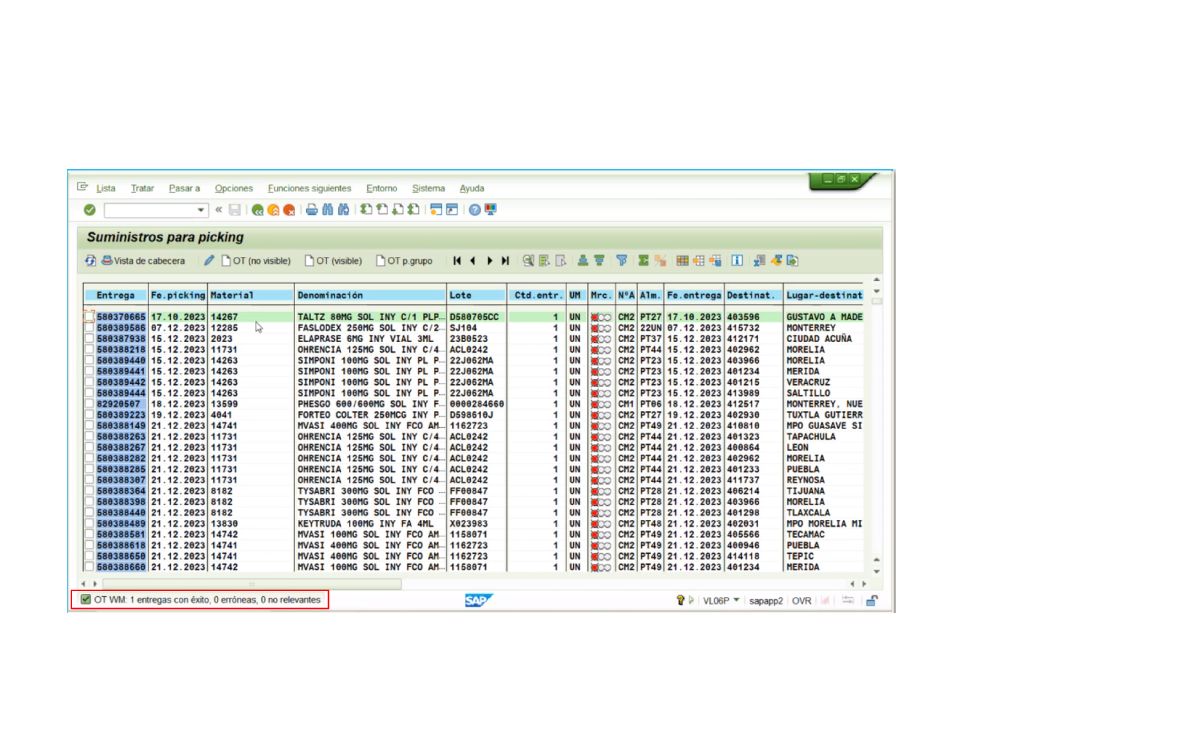 Lista Tratar Pasar a Opciones Funciones siguientes Entorno Sistema Ayuda
Suministros para picking
Vista de cabecera OT (no visible) OT (visible) OT p.grupo
Entrega Fe.picking Material Denominación Lote Ctd.entr. UM Mrc. NºA Alm. Fe.entrega Destinat. Lugar-destinat
580370665 17.10.2023 14267 TALTZ 80MG SOL INY C/1 PLP… D580705CC 1 UN CM2 PT27 17.10.2023 403596 GUSTAVO A MADE
580389586 07.12.2023 12285 FASLODEX 250MG SOL INY C/2… SJ104 1 UN CM2 22UN 07.12.2023 415732 MONTERREY
580387938 15.12.2023 2023 ELAPRASE 6MG INY VIAL 3ML 23B0523 1 UN CM2 PT37 15.12.2023 412171 CIUDAD ACUÑA
580388218 15.12.2023 11731 OHRENCIA 125MG SOL INY C/4… ACL0242 1 UN CM2 PT44 15.12.2023 402962 MORELIA
580389440 15.12.2023 14263 SIMPONI 100MG SOL INY PL P… 22J062MA 1 UN CM2 PT23 15.12.2023 403966 MORELIA
580389441 15.12.2023 14263 SIMPONI 100MG SOL INY PL P… 22J062MA 1 UN CM2 PT23 15.12.2023 401234 MERIDA
580389442 15.12.2023 14263 SIMPONI 100MG SOL INY PL P… 22J062MA 1 UN CM2 PT23 15.12.2023 401215 VERACRUZ
580389444 15.12.2023 14263 SIMPONI 100MG SOL INY PL P… 22J062MA 1 UN CM2 PT23 15.12.2023 413989 SALTILLO
82920507 18.12.2023 13599 PHESGO 600/600MG SOL INY F… 0000284660 1 UN CM1 PT06 18.12.2023 412517 MONTERREY, NUE
580389223 19.12.2023 4041 FORTEO COLTER 250MCG INY P… D598610J 1 UN CM2 PT27 19.12.2023 402930 TUXTLA GUTIERR
580388149 21.12.2023 14741 MVASI 400MG SOL INY FCO AM… 1162723 1 UN CM2 PT49 21.12.2023 410810 MPO GUASAVE SI
580388263 21.12.2023 11731 OHRENCIA 125MG SOL INY C/4… ACL0242 1 UN CM2 PT44 21.12.2023 401323 TAPACHULA
580388267 21.12.2023 11731 OHRENCIA 125MG SOL INY C/4… ACL0242 1 UN CM2 PT44 21.12.2023 400864 LEON
580388282 21.12.2023 11731 OHRENCIA 125MG SOL INY C/4… ACL0242 1 UN CM2 PT44 21.12.2023 402962 MORELIA
580388285 21.12.2023 11731 OHRENCIA 125MG SOL INY C/4… ACL0242 1 UN CM2 PT44 21.12.2023 401233 PUEBLA
580388307 21.12.2023 11731 OHRENCIA 125MG SOL INY C/4… ACL0242 1 UN CM2 PT44 21.12.2023 411737 REYNOSA
580388364 21.12.2023 8182 TYSABRI 300MG SOL INY FCO … FF00847 1 UN CM2 PT28 21.12.2023 406214 TIJUANA
580388398 21.12.2023 8182 TYSABRI 300MG SOL INY FCO … FF00847 1 UN CM2 PT28 21.12.2023 403966 MORELIA
580388440 21.12.2023 8182 TYSABRI 300MG SOL INY FCO … FF00847 1 UN CM2 PT28 21.12.2023 401298 TLAXCALA
580388489 21.12.2023 13830 KEYTRUDA 100MG INY FA 4ML X023983 1 UN CM2 PT48 21.12.2023 402031 MPO MORELIA MI
580388581 21.12.2023 14742 MVASI 100MG SOL INY FCO AM… 1158071 1 UN CM2 PT49 21.12.2023 405566 TECAMAC
580388618 21.12.2023 14741 MVASI 400MG SOL INY FCO AM… 1162723 1 UN CM2 PT49 21.12.2023 400946 PUEBLA
580388650 21.12.2023 14741 MVASI 400MG SOL INY FCO AM… 1162723 1 UN CM2 PT49 21.12.2023 414118 TEPIC
580388660 21.12.2023 14742 MVASI 100MG SOL INY FCO AM… 1158071 1 UN CM2 PT49 21.12.2023 401234 MERIDA
OT WM: 1 entregas con éxito, 0 erróneas, 0 no relevantes SAP VL06P sapapp2 OVR